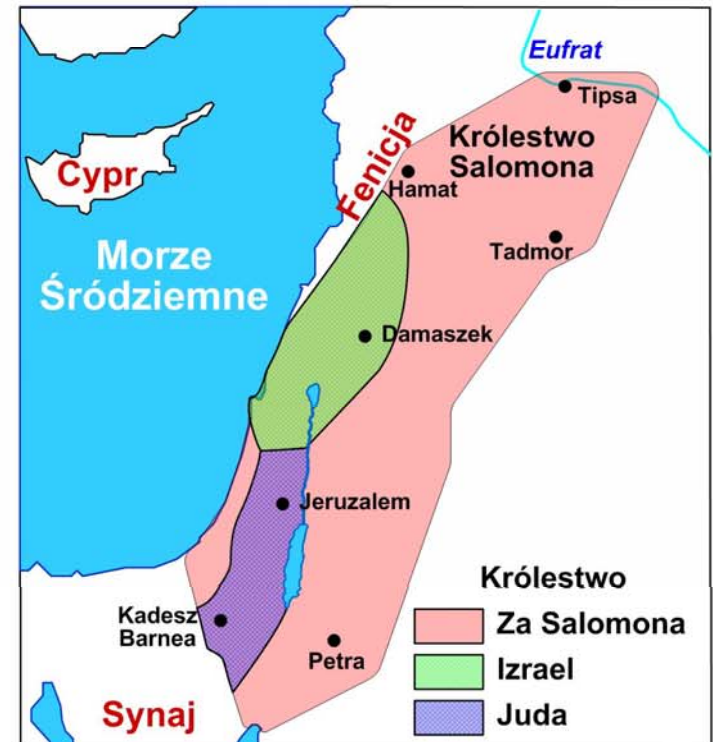 Eufrat
Tipsa
Fenicja
Królestwo
Salomona
Cypr
Hamat
Tadmor
Morze
Śródziemne
Damaszek
Jeruzalem
Kadesz
Barnea
Petra
Synaj
Królestwo
Za Salomona
Izrael
Juda